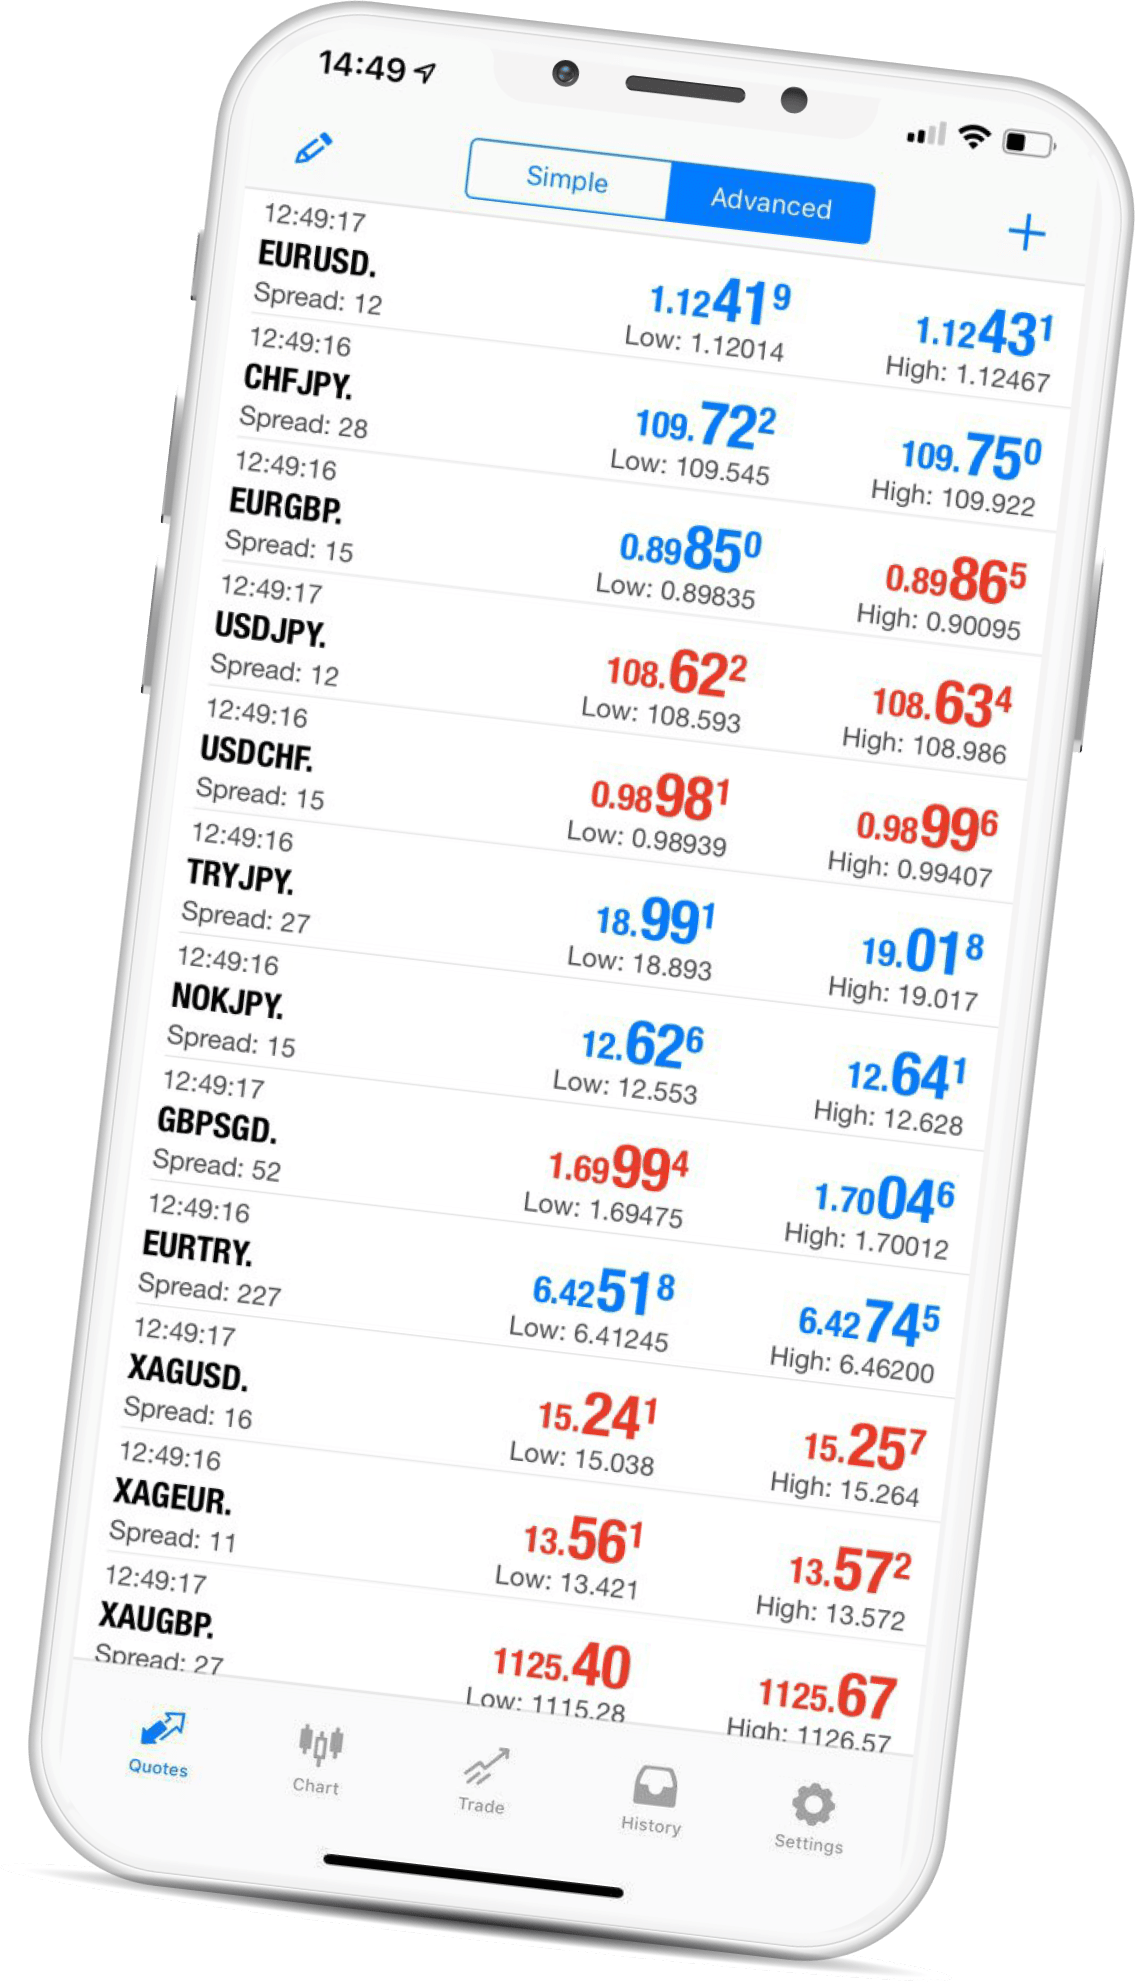 14:49
Simple Advanced
12:49:17
EURUSD. 1.12419 1.12431
Spread: 12 Low: 1.12014 High: 1.12467
12:49:16
CHFJPY. 109.722 109.750
Spread: 28 Low: 109.545 High: 109.922
12:49:16
EURGBP. 0.89850 0.89865
Spread: 15 Low: 0.89835 High: 0.90095
12:49:17
USDJPY. 108.622 108.634
Spread: 12 Low: 108.593 High: 108.986
12:49:16
USDCHF. 0.98981 0.98996
Spread: 15 Low: 0.98939 High: 0.99407
12:49:16
TRYJPY. 18.991 19.018
Spread: 27 Low: 18.893 High: 19.017
12:49:16
NOKJPY. 12.626 12.641
Spread: 15 Low: 12.553 High: 12.628
12:49:17
GBPSGD. 1.69994 1.70046
Spread: 52 Low: 1.69475 High: 1.70012
12:49:16
EURTRY. 6.42518 6.42745
Spread: 227 Low: 6.41245 High: 6.46200
12:49:17
XAGUSD. 15.241 15.257
Spread: 16 Low: 15.038 High: 15.264
12:49:16
XAGEUR. 13.561 13.572
Spread: 11 Low: 13.421 High: 13.572
12:49:17
XAUGBP. 1125.40 1125.67
Spread: 27 Low: 1115.28 High: 1126.57
Quotes Chart Trade History Settings